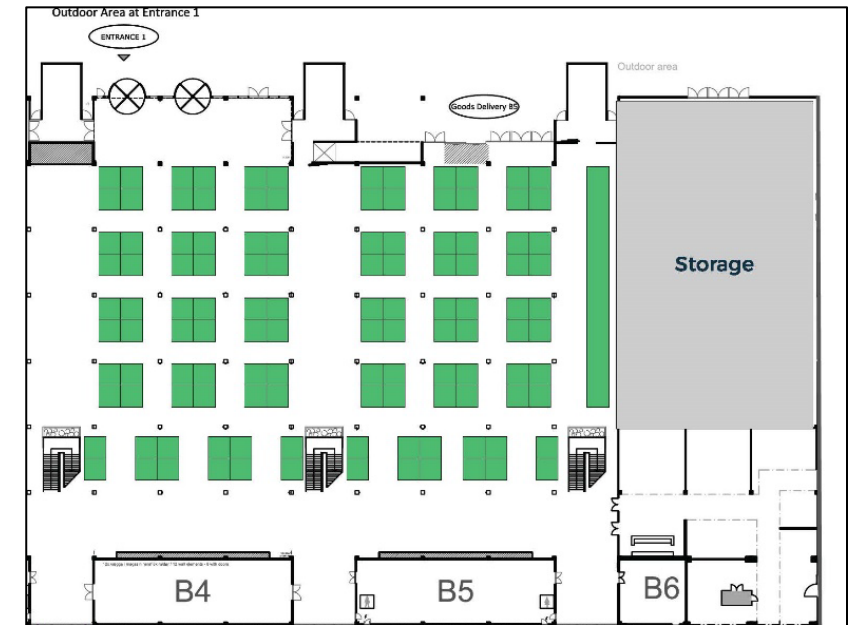 Outdoor Area at Entrance 1
ENTRANCE 1
Outdoor area
Goods Delivery B5
Storage
B4
B5
B6